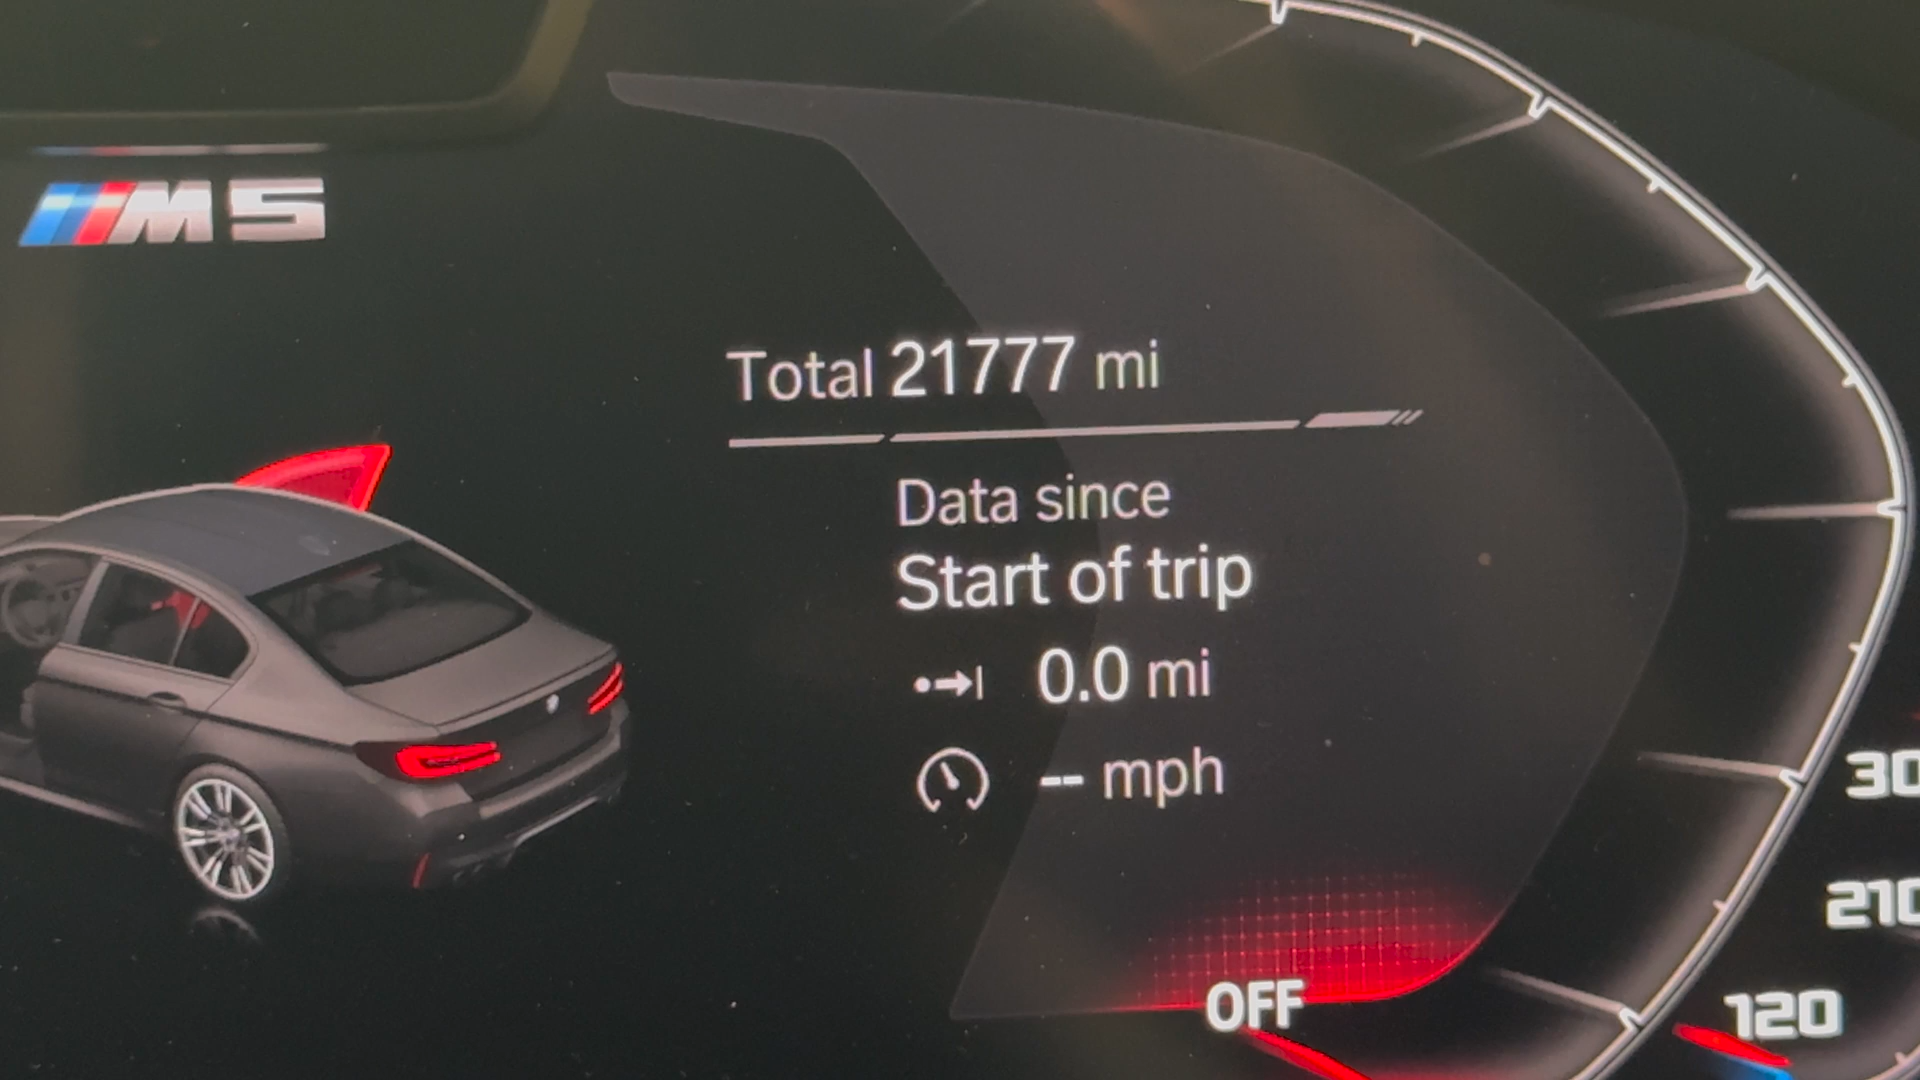 M5
Total 21777 mi
Data since
Start of trip
0.0 mi
-- mph
30
210
120
OFF